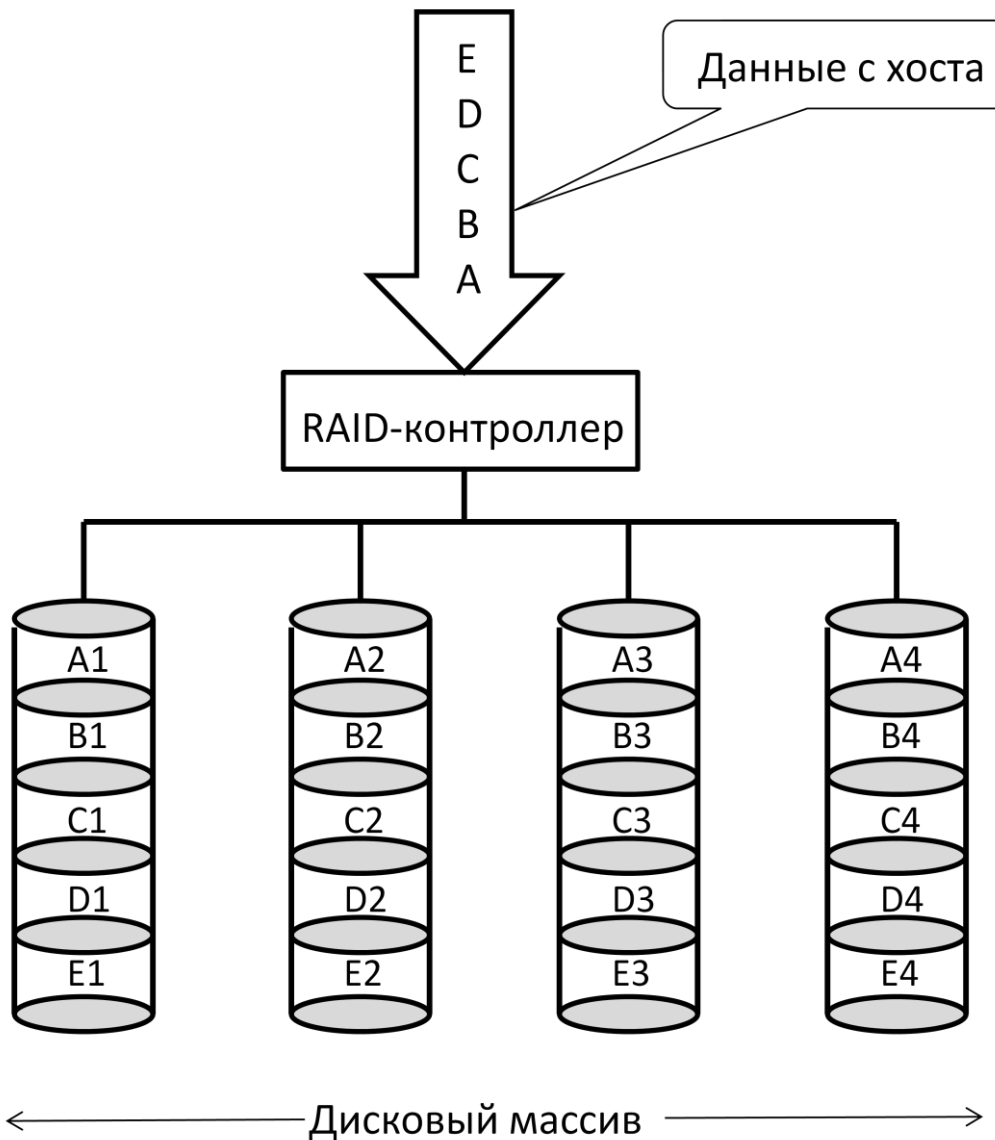 E
D
C
B
A
Данные с хоста
RAID-контроллер
A1 A2 A3 A4
B1 B2 B3 B4
C1 C2 C3 C4
D1 D2 D3 D4
E1 E2 E3 E4
Дисковый массив